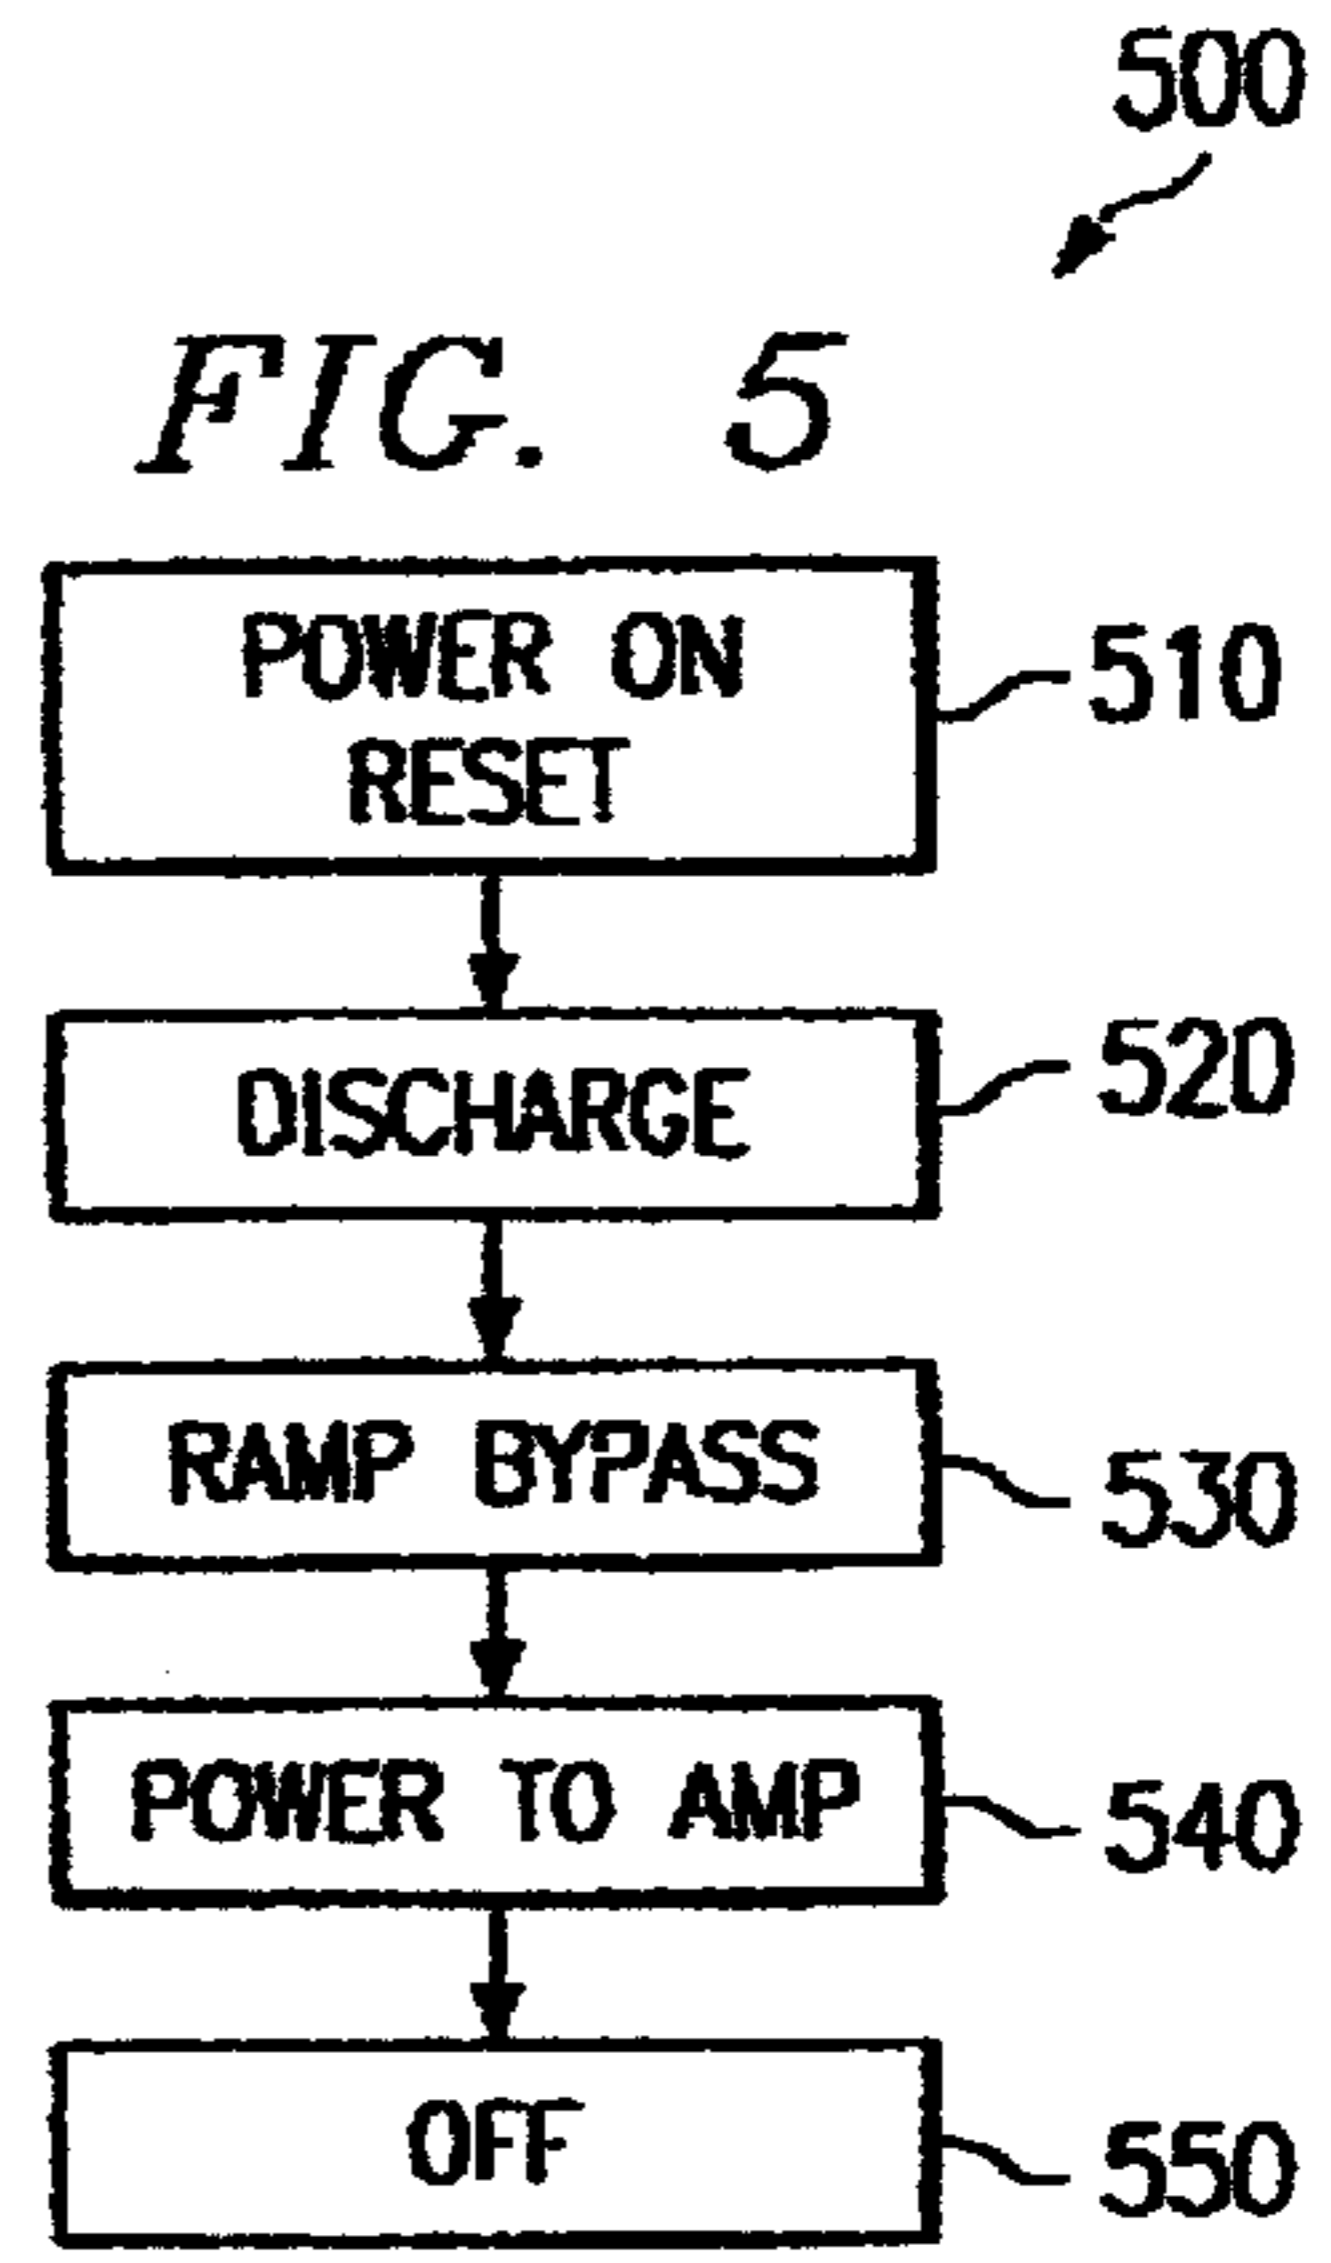 500
FIG. 5
POWER ON
RESET
510
DISCHARGE
520
RAMP BYPASS
530
POWER TO AMP
540
OFF
550